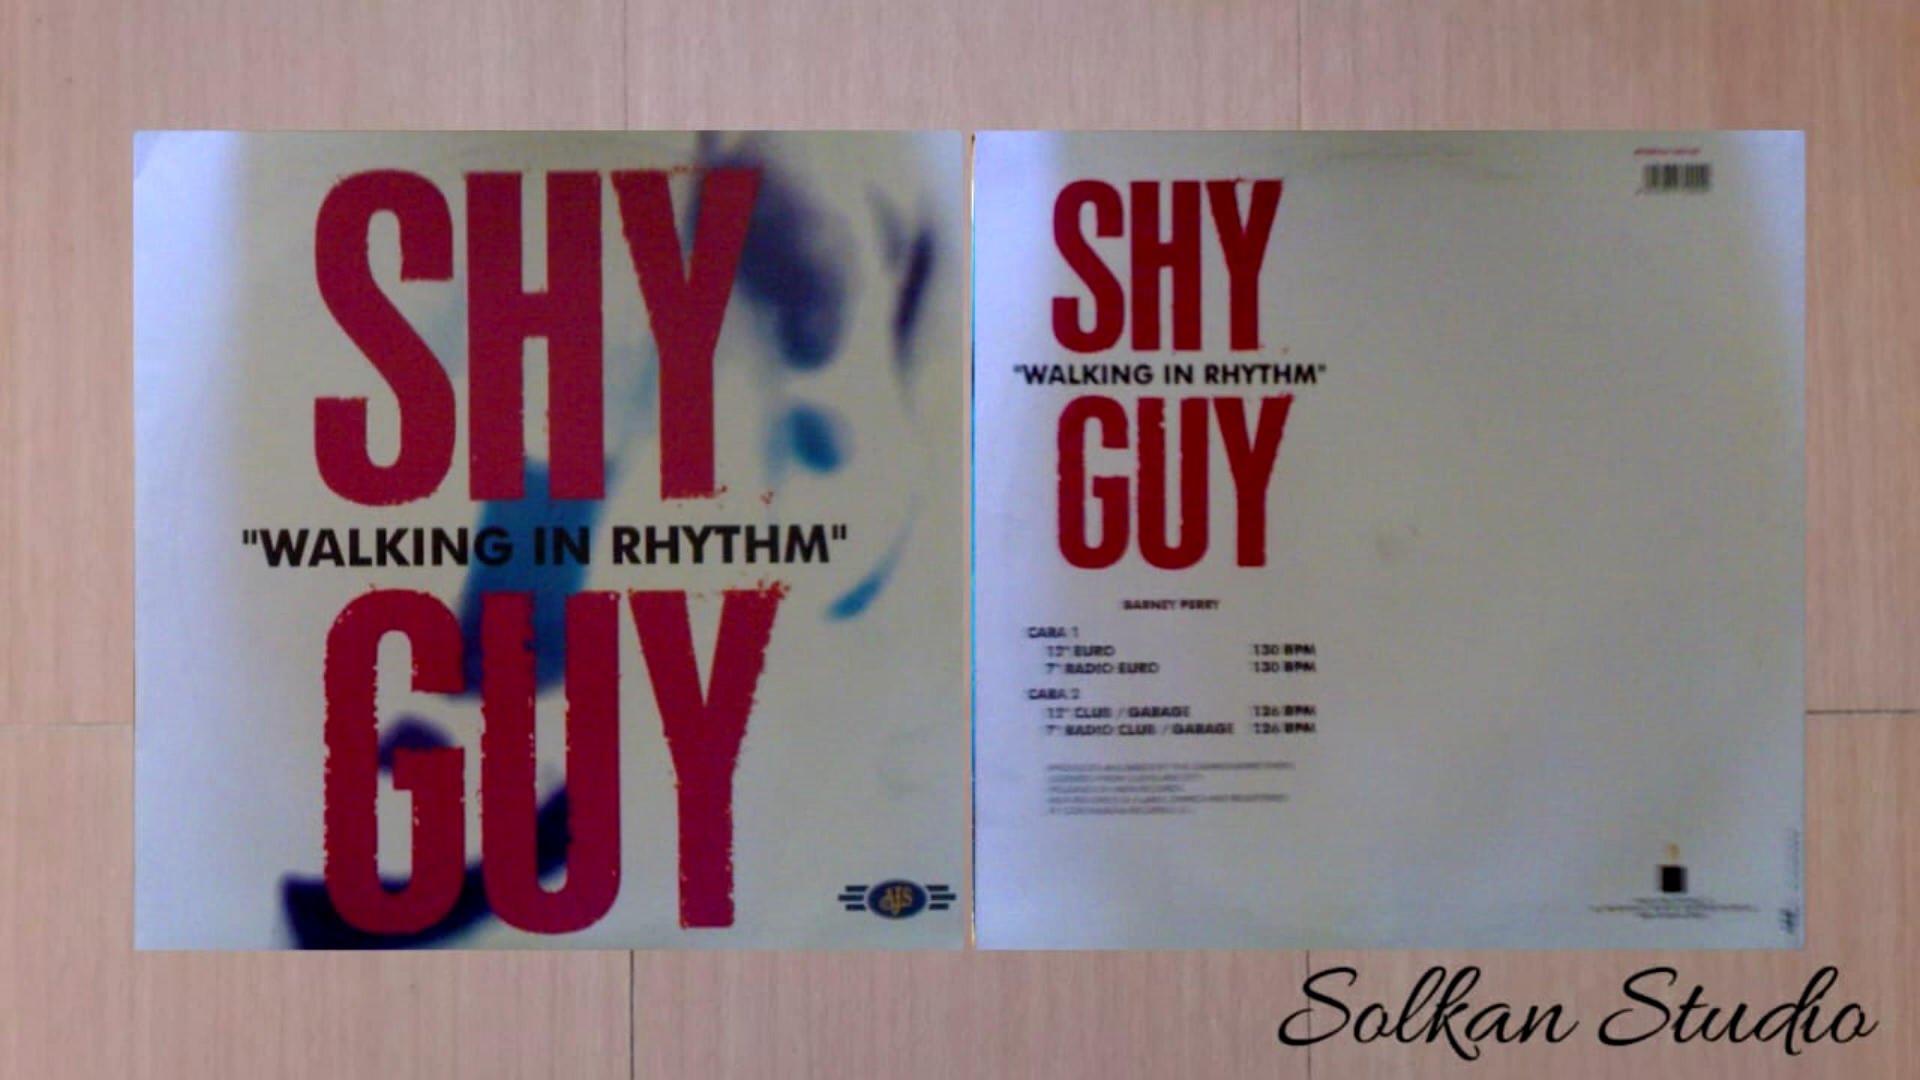 SHY
"WALKING IN RHYTHM"
GUY
AJS
SHY
"WALKING IN RHYTHM"
GUY
BARNEY PERRY
CARA 1
12" EURO 130 BPM
7" RADIO EURO 130 BPM
CARA 2
12" CLUB / GARAGE 126 BPM
7" RADIO CLUB / GARAGE 126 BPM
Solkan Studio